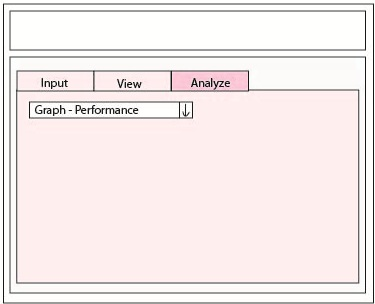 Input
View
Analyze
Graph - Performance